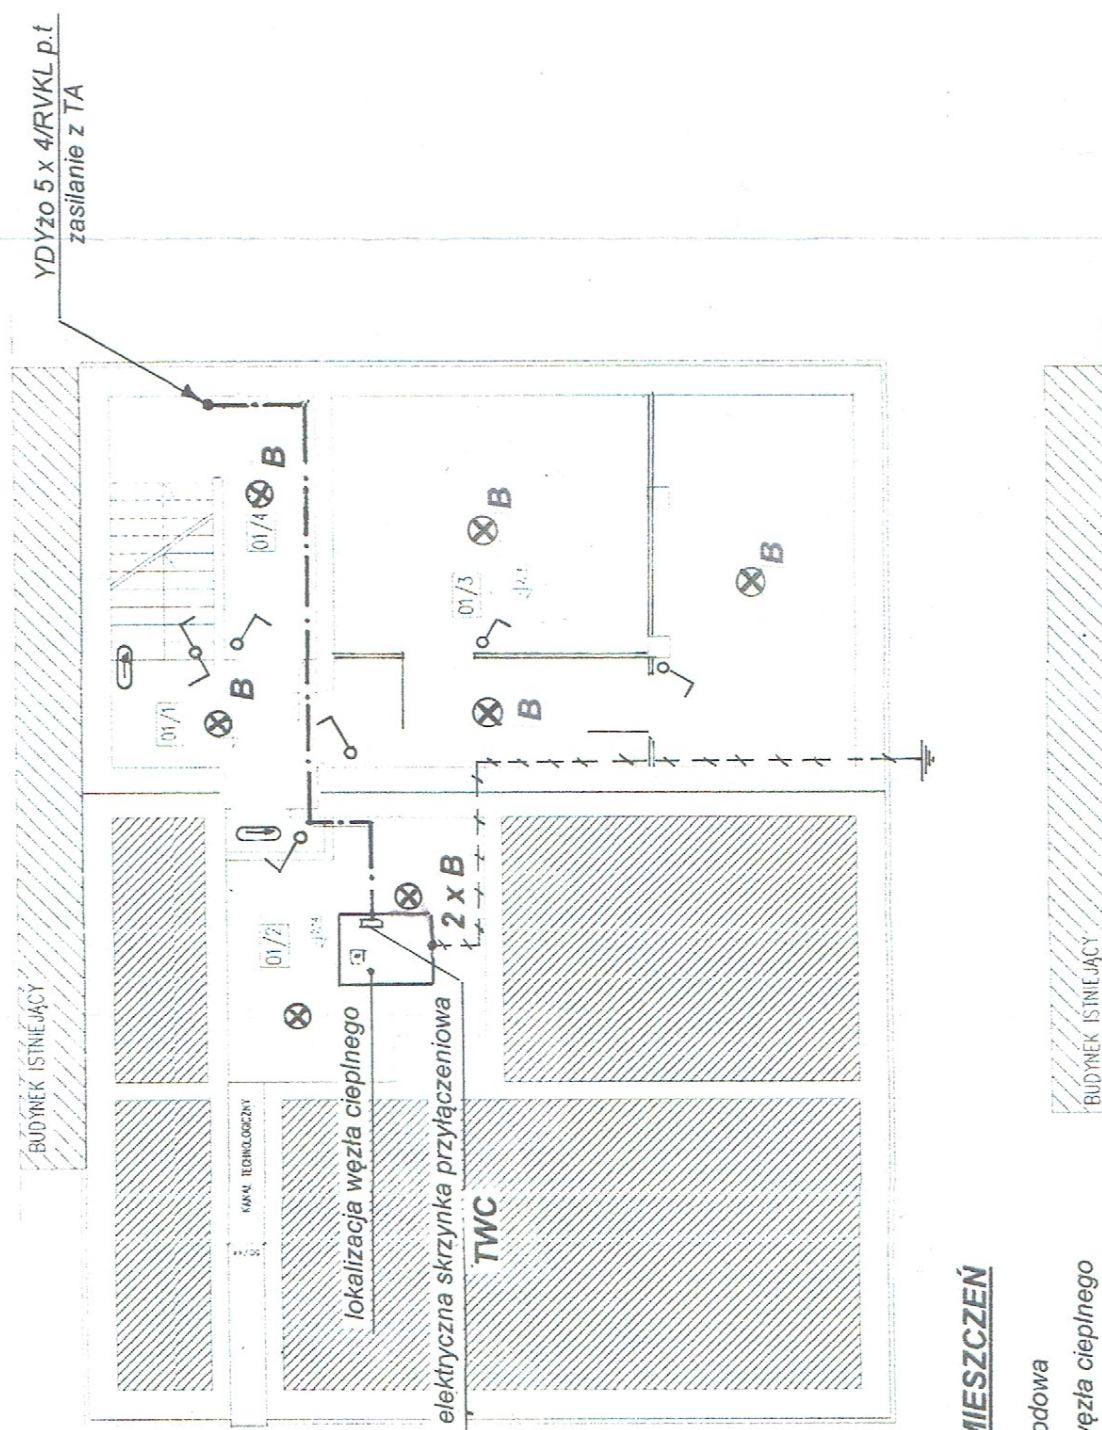 YDYżo 5 x 4/RVKL p.t
zasilanie z TA
BUDYNEK ISTNIEJĄCY
01/4
B
01/1
B
01/3
B
B
B
01/2
2 x B
KANAŁ TECHNOLOGICZNY
lokalizacja węzła cieplnego
elektryczna skrzynka przyłączeniowa
TWC
BUDYNEK ISTNIEJĄCY
MIESZCZEŃ
odowa
węzła cieplnego